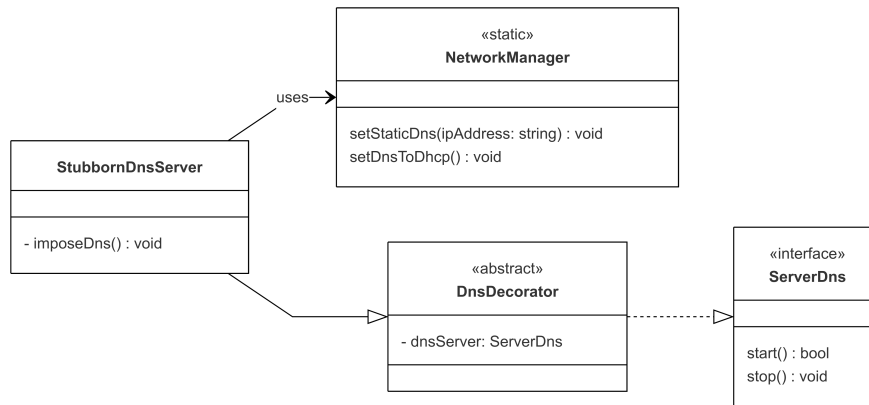 «static»
NetworkManager
setStaticDns(ipAddress: string) : void
setDnsToDhcp() : void
uses
StubbornDnsServer
- imposeDns() : void
«abstract»
DnsDecorator
- dnsServer: ServerDns
«interface»
ServerDns
start() : bool
stop() : void